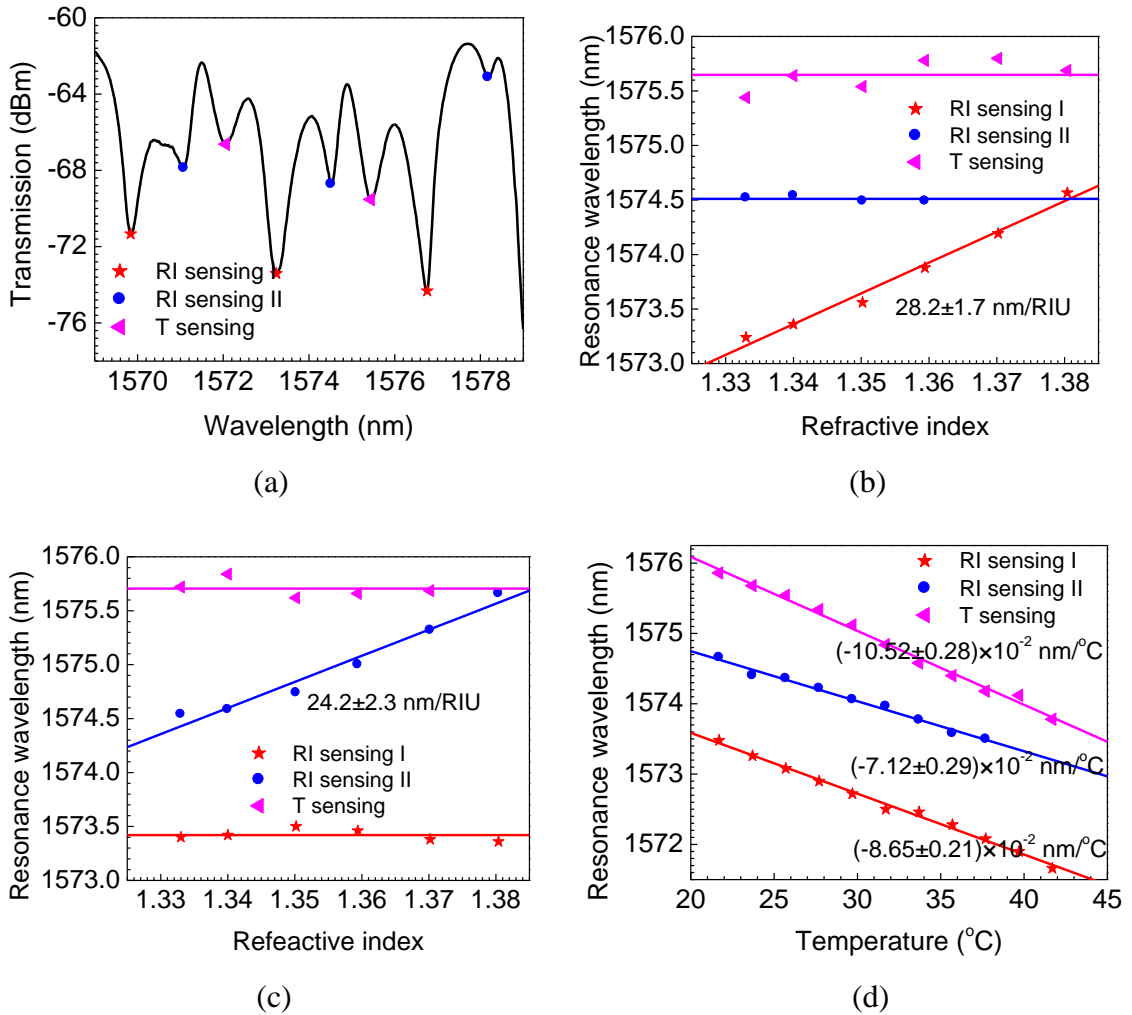 -60
-64
-68
-72
-76
Transmission (dBm)
RI sensing I
RI sensing II
T sensing
1570 1572 1574 1576 1578
Wavelength (nm)
(a)
1576.0
1575.5
1575.0
1574.5
1574.0
1573.5
1573.0
Resonance wavelength (nm)
RI sensing I
RI sensing II
T sensing
28.2±1.7 nm/RIU
1.33 1.34 1.35 1.36 1.37 1.38
Refractive index
(b)
1576.0
1575.5
1575.0
1574.5
1574.0
1573.5
1573.0
Resonance wavelength (nm)
24.2±2.3 nm/RIU
RI sensing I
RI sensing II
T sensing
1.33 1.34 1.35 1.36 1.37 1.38
Refeactive index
(c)
1576
1575
1574
1573
1572
Resonance wavelength (nm)
RI sensing I
RI sensing II
T sensing
(-10.52±0.28)×10⁻² nm/°C
(-7.12±0.29)×10⁻² nm/°C
(-8.65±0.21)×10⁻² nm/°C
20 25 30 35 40 45
Temperature (°C)
(d)